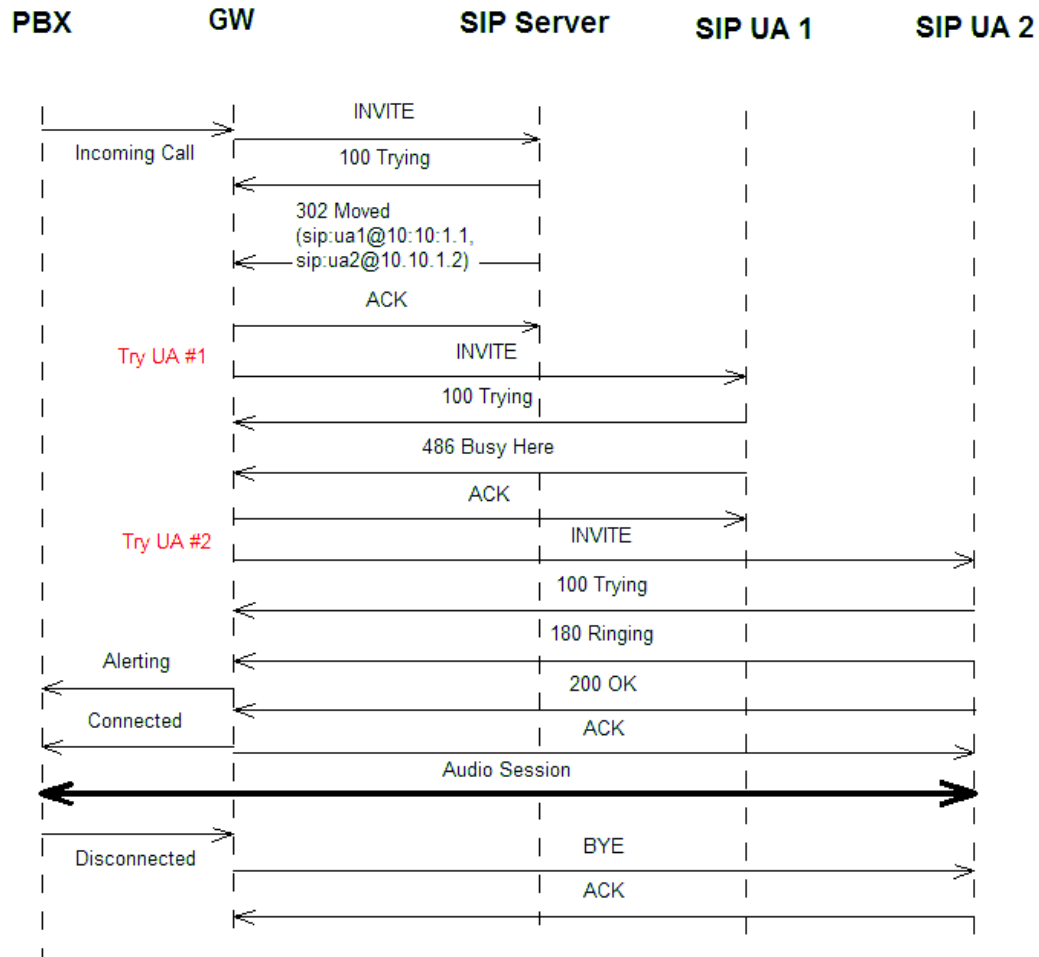 PBX
GW
SIP Server
SIP UA 1
SIP UA 2
INVITE
Incoming Call
100 Trying
302 Moved
(sip:ua1@10:10:1.1,
sip:ua2@10.10.1.2)
ACK
Try UA #1
INVITE
100 Trying
486 Busy Here
ACK
Try UA #2
INVITE
100 Trying
180 Ringing
Alerting
200 OK
Connected
ACK
Audio Session
Disconnected
BYE
ACK